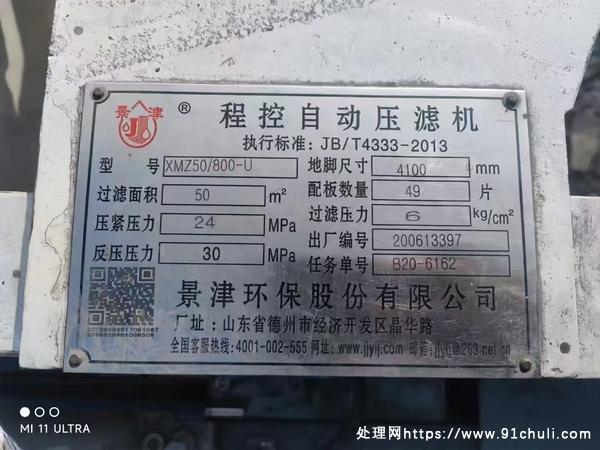 景津 ® 程控自动压滤机
执行标准: JB/T4333-2013
型号 XMZ50/800-U 地脚尺寸 4100 mm
过滤面积 50 m² 配板数量 49 片
压紧压力 24 MPa 过滤压力 6 kg/cm²
反压压力 30 MPa 出厂编号 200613397
任务单号 B20-6162
景津环保股份有限公司
厂址: 山东省德州市经济开发区晶华路
全国客服热线:4001-002-555 网址: www.jjylj.com 邮箱:
MI 11 ULTRA
处理网https://www.91chuli.com